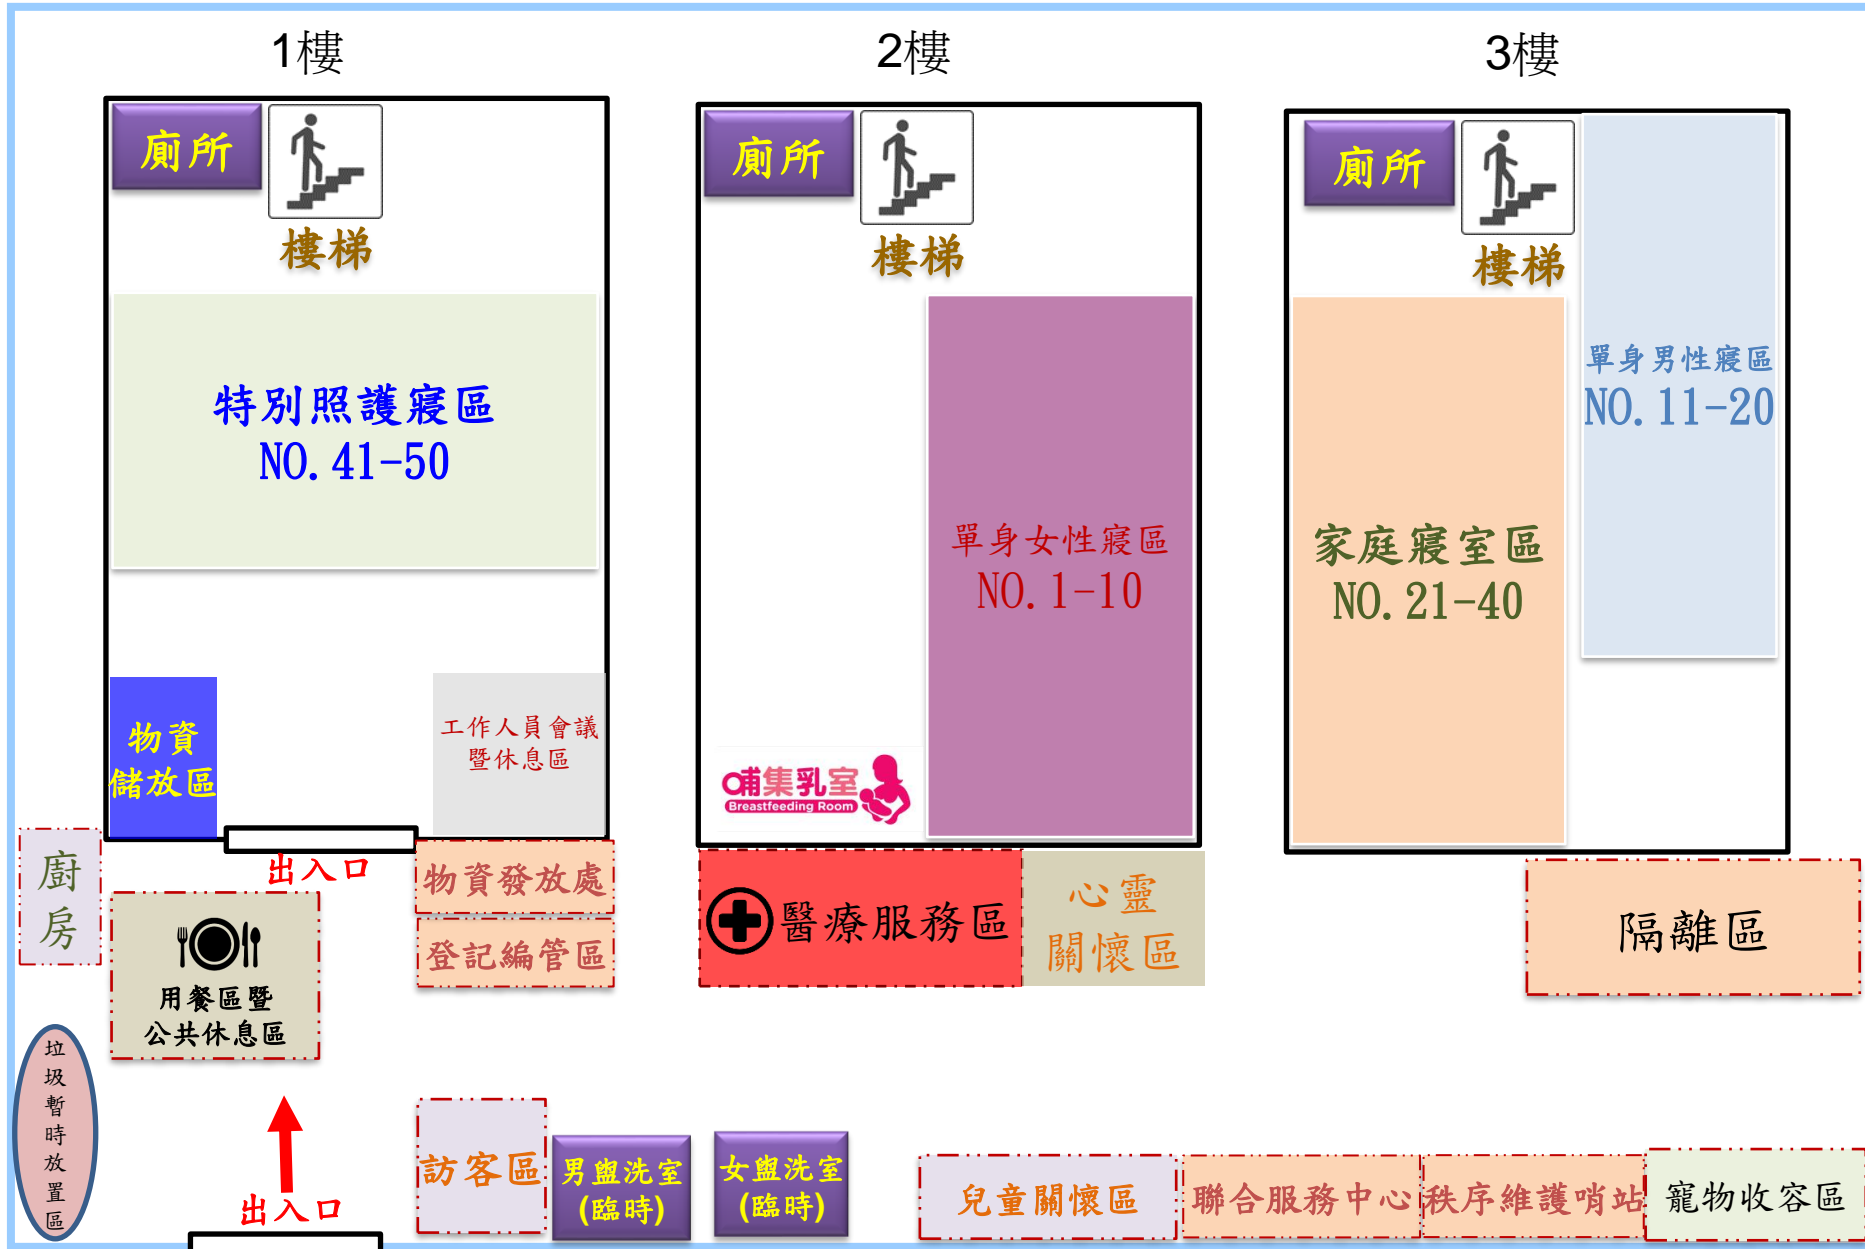 1樓
2樓
3樓
廁所
樓梯
特別照護寢區
NO.41-50
物資
儲放區
工作人員會議
暨休息區
廁所
樓梯
單身女性寢區
NO.1-10
哺集乳室
Breastfeeding Room
廁所
樓梯
單身男性寢區
NO.11-20
家庭寢室區
NO.21-40
廚
房
出入口
物資發放處
登記編管區
用餐區暨
公共休息區
醫療服務區
心靈
關懷區
隔離區
垃
圾
暫
時
放
置
區
出入口
訪客區
男盥洗室
(臨時)
女盥洗室
(臨時)
兒童關懷區
聯合服務中心
秩序維護哨站
寵物收容區